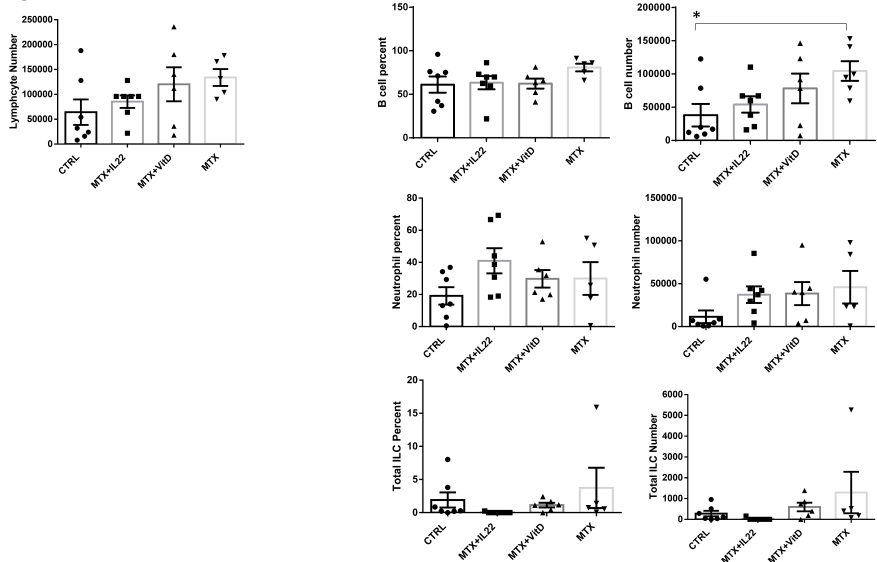 Lymphcyte Number
250000
200000
150000
100000
50000
0
CTRL
MTX+IL22
MTX+VitD
MTX
B cell percent
100
50
0
CTRL
MTX+IL22
MTX+VitD
MTX
B cell number
200000
150000
100000
50000
0
*
CTRL
MTX+IL22
MTX+VitD
MTX
Neutrophil percent
80
60
40
20
0
CTRL
MTX+IL22
MTX+VitD
MTX
Neutrophil number
150000
100000
50000
0
CTRL
MTX+IL22
MTX+VitD
MTX
Total ILC Percent
20
15
10
5
0
CTRL
MTX+IL22
MTX+VitD
MTX
Total ILC Number
6000
5000
4000
3000
2000
1000
0
CTRL
MTX+IL22
MTX+VitD
MTX